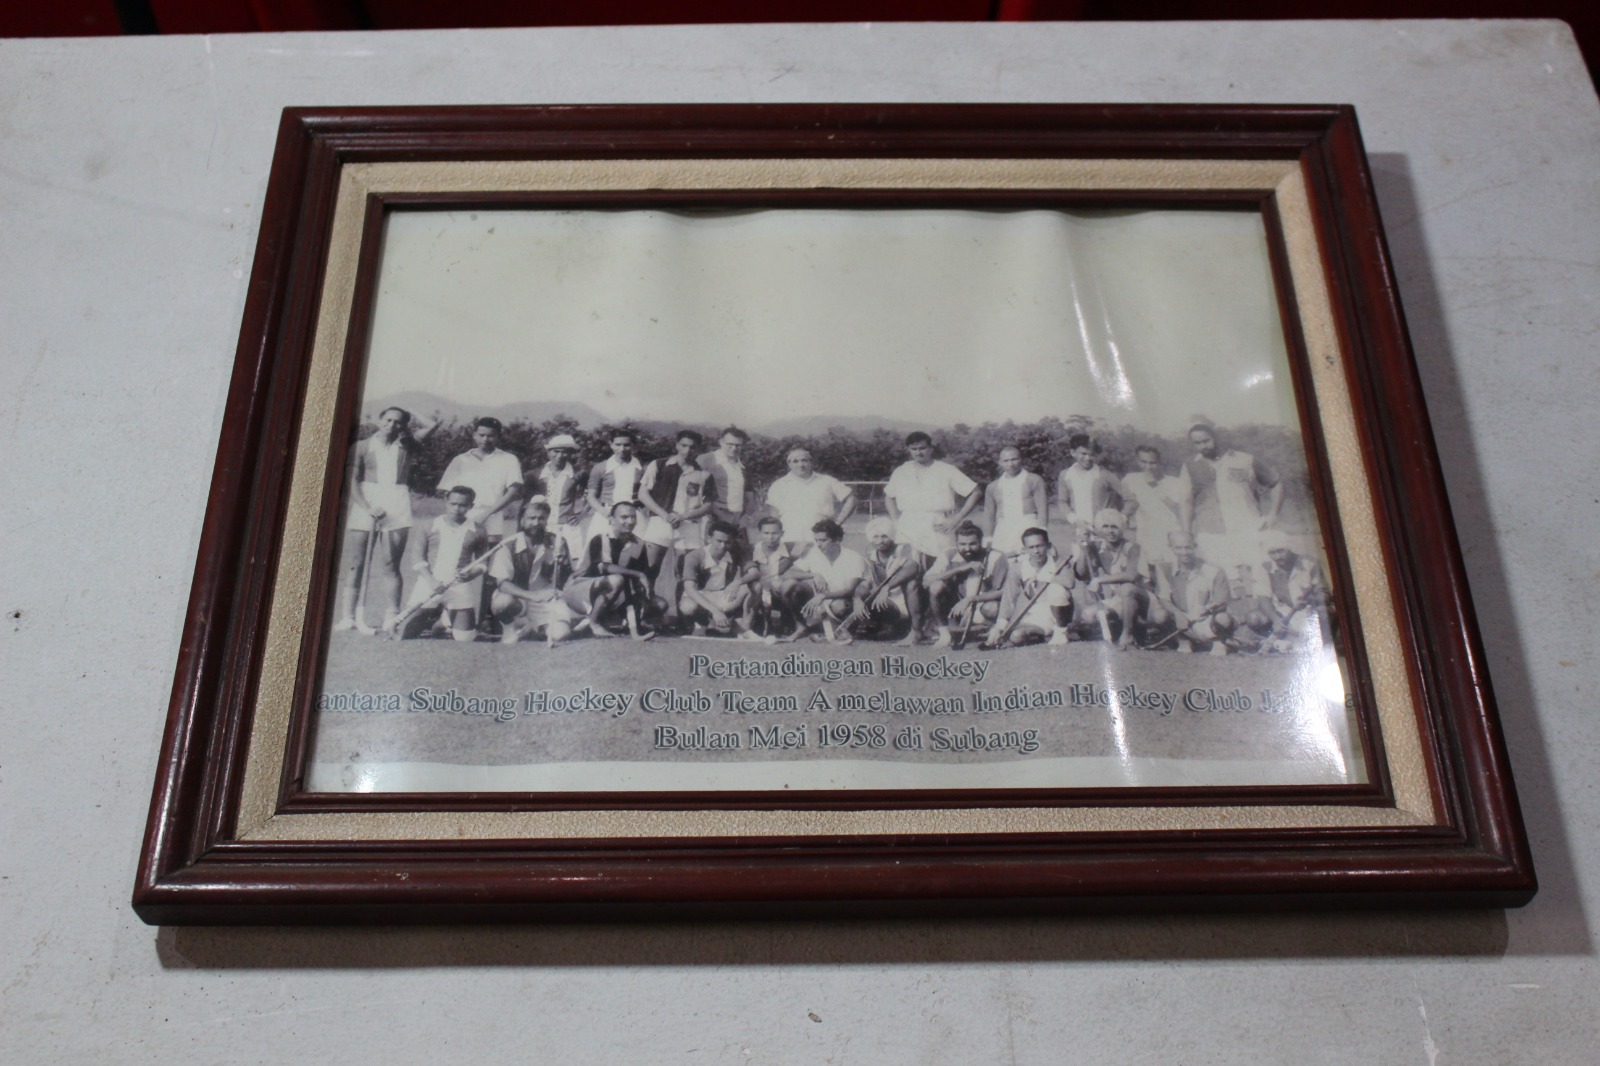 Pertandingan Hockey
antara Subang Hockey Club Team A melawan Indian Hockey Club
Bulan Mei 1958 di Subang